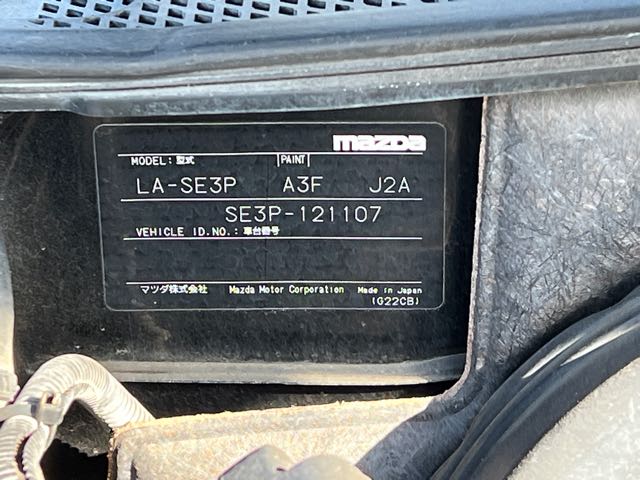 mazda
MODEL: 型式 PAINT
LA-SE3P A3F J2A
SE3P-121107
VEHICLE ID.NO.: 車台番号
マツダ株式会社 Mazda Motor Corporation Made in Japan
(G22CB)